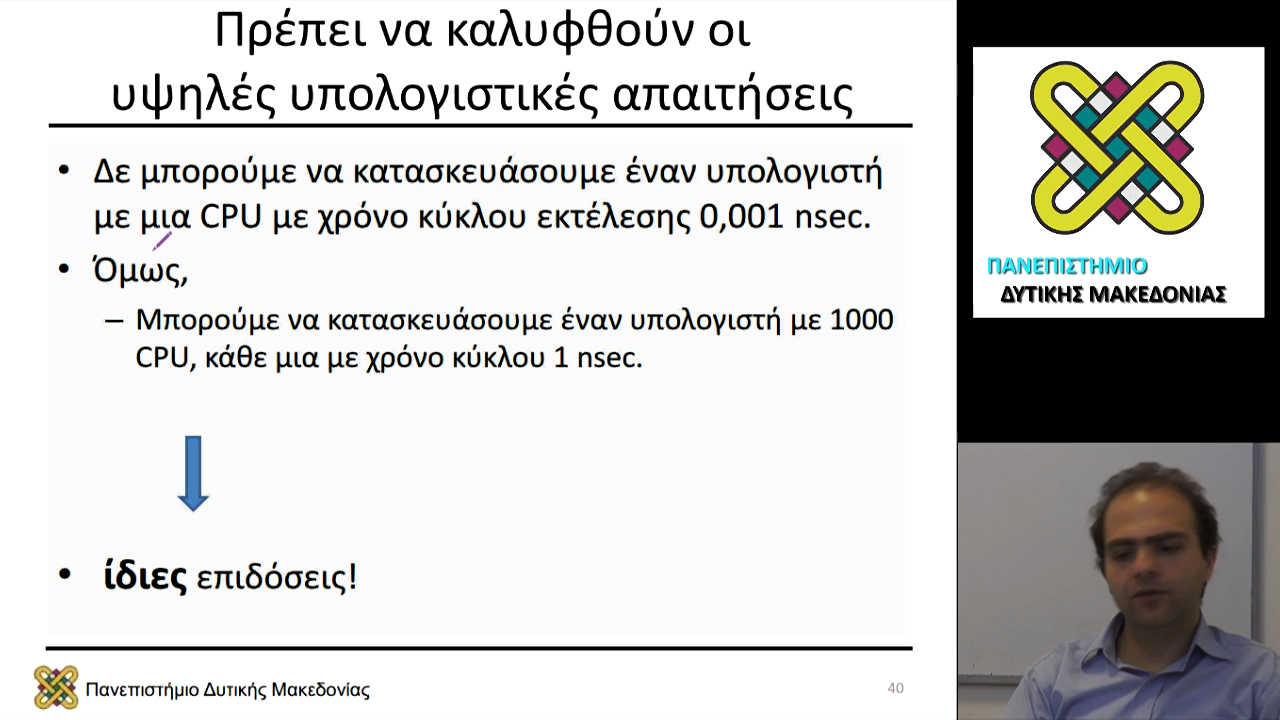 Πρέπει να καλυφθούν οι
υψηλές υπολογιστικές απαιτήσεις
• Δε μπορούμε να κατασκευάσουμε έναν υπολογιστή
με μια CPU με χρόνο κύκλου εκτέλεσης 0,001 nsec.
• Όμως,
– Μπορούμε να κατασκευάσουμε έναν υπολογιστή με 1000
CPU, κάθε μια με χρόνο κύκλου 1 nsec.
• ίδιες επιδόσεις!
Πανεπιστήμιο Δυτικής Μακεδονίας
40
ΠΑΝΕΠΙΣΤΗΜΙΟ
ΔΥΤΙΚΗΣ ΜΑΚΕΔΟΝΙΑΣ